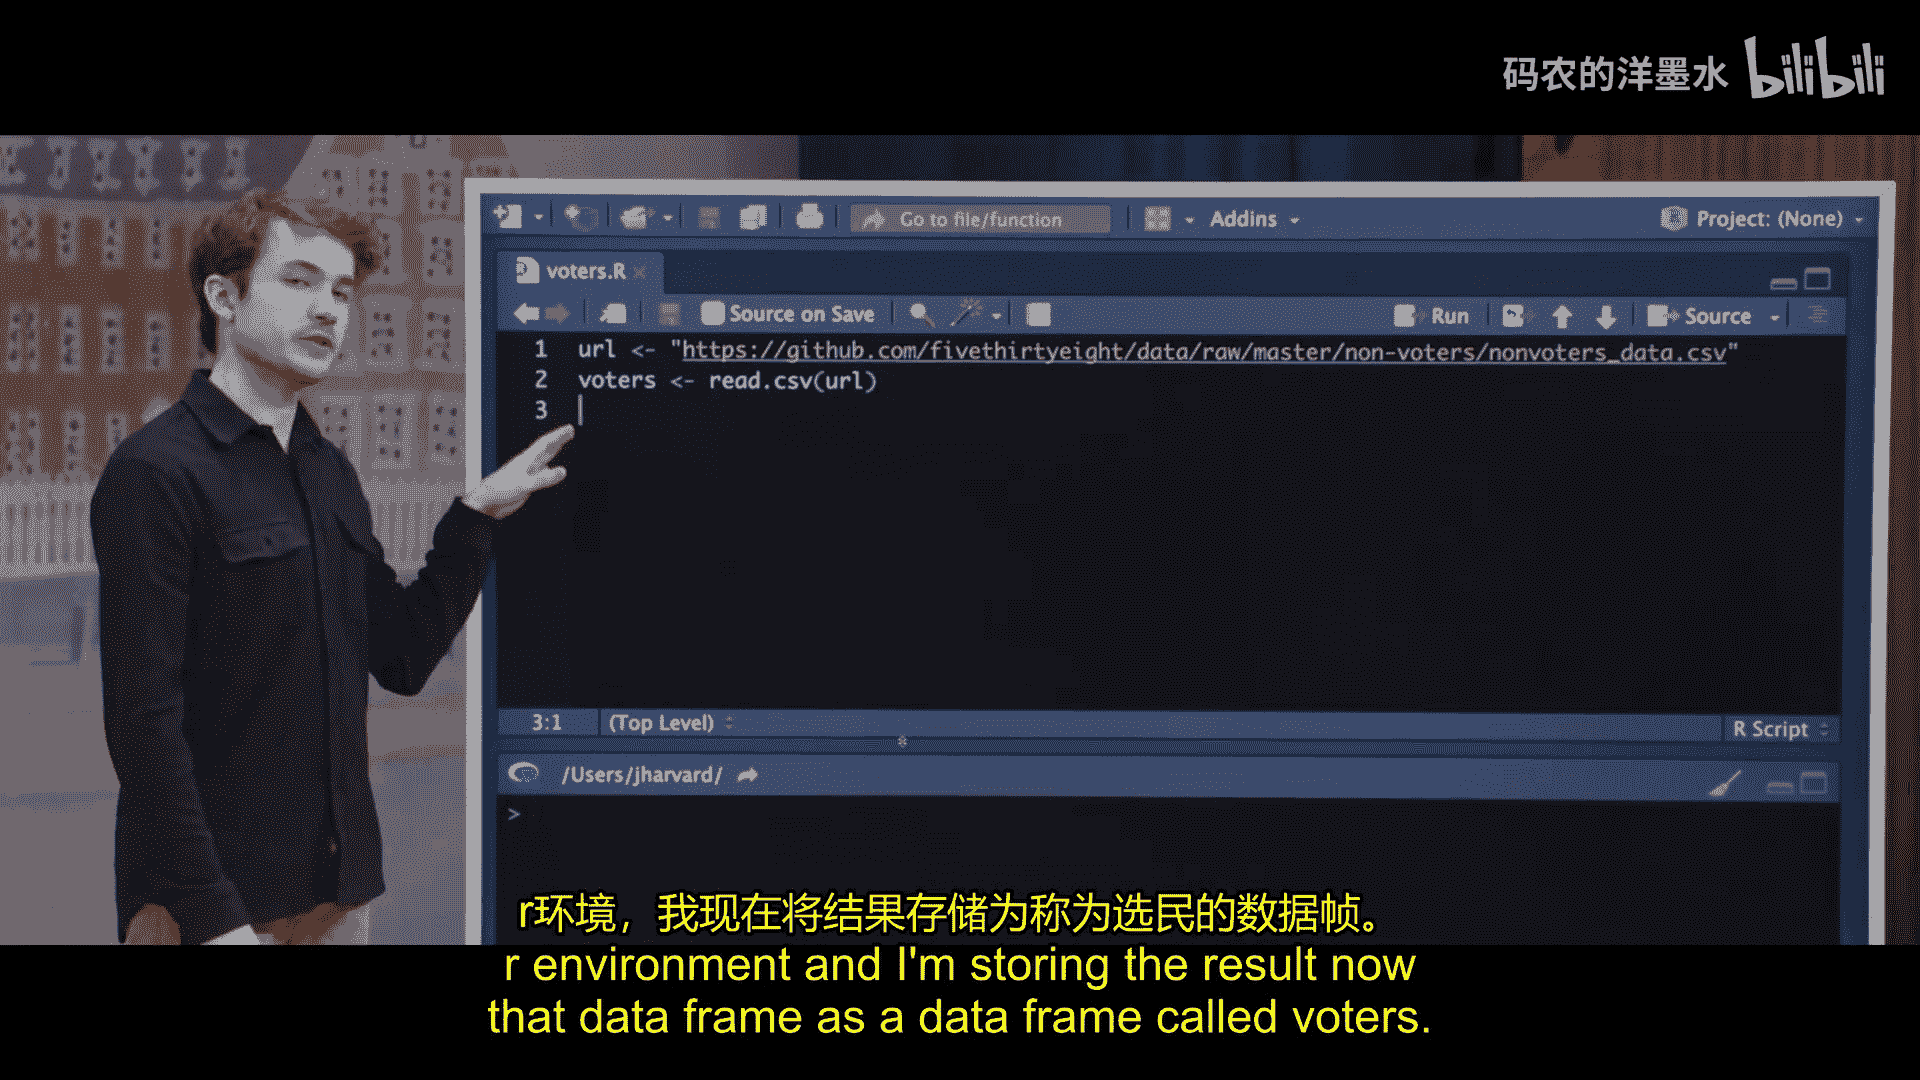 码农的洋墨水 bilibili
Go to file/function
Addins
Project: (None)
voters.R
Source on Save
Run
Source
1 url <- "https://github.com/fivethirtyeight/data/raw/master/non-voters/nonvoters_data.csv"
2 voters <- read.csv(url)
3
3:1
(Top Level)
R Script
/Users/jharvard/
>
r环境，我现在将结果存储为称为选民的数据帧。
r environment and I'm storing the result now
that data frame as a data frame called voters.